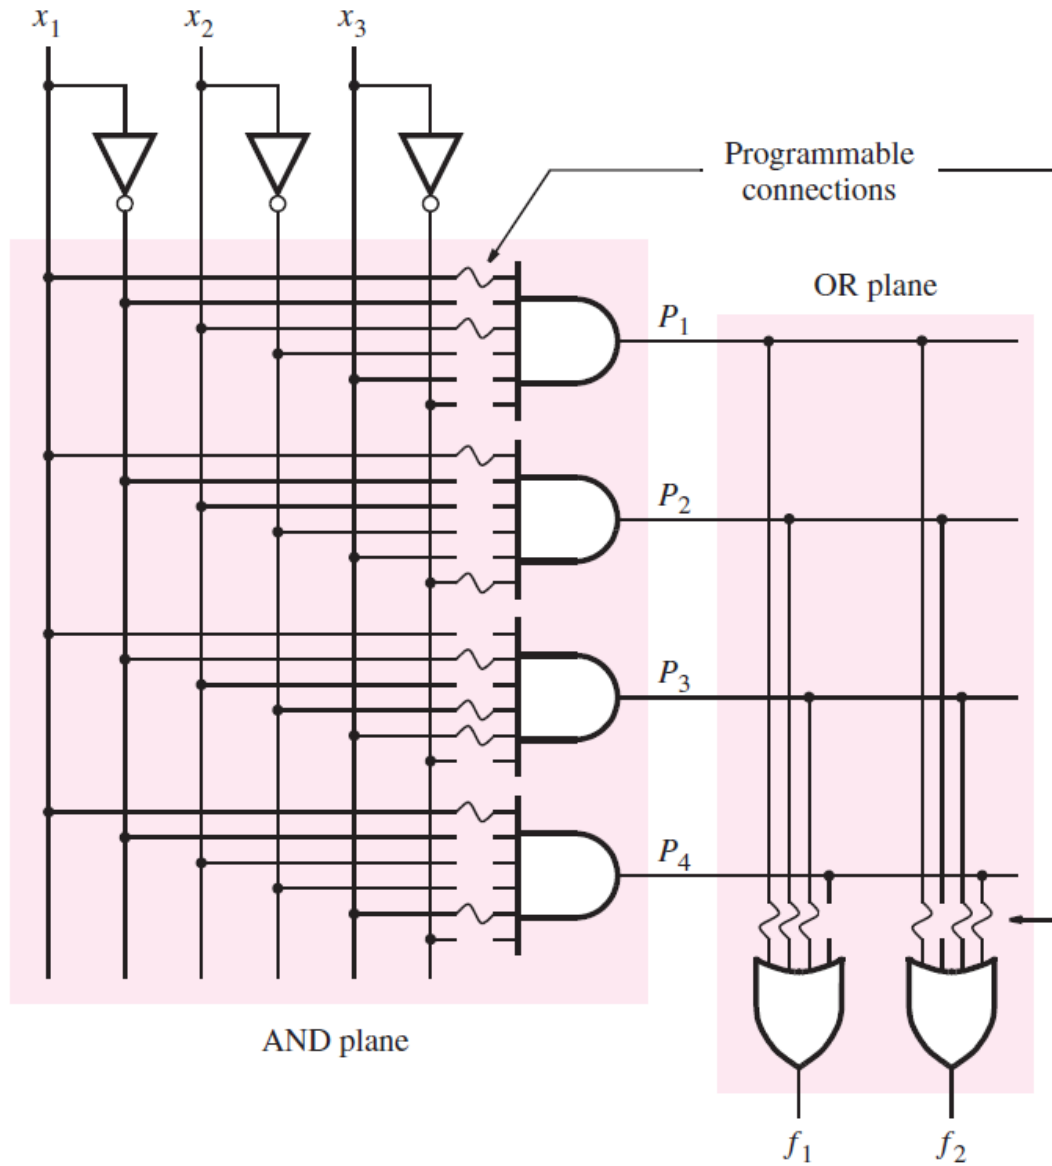 x1 x2 x3
Programmable
connections
OR plane
P1
P2
P3
P4
AND plane
f1 f2